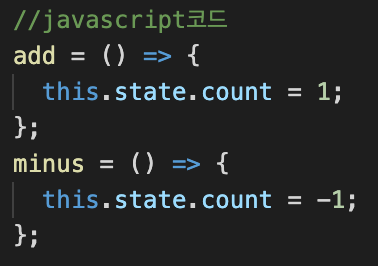 //javascript코드
add = () => {
  this.state.count = 1;
};
minus = () => {
  this.state.count = -1;
};